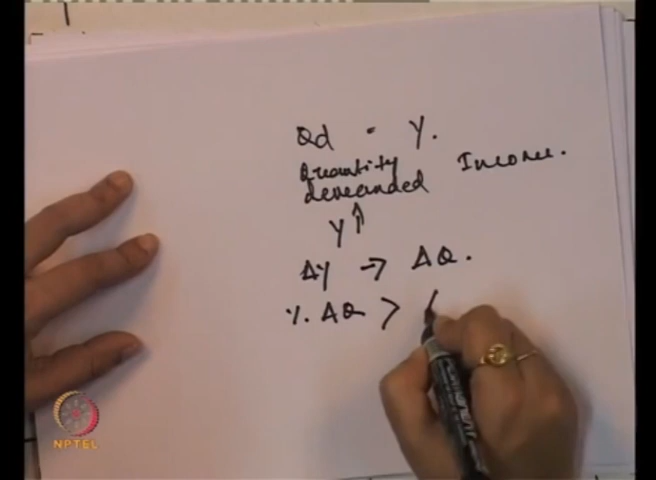 Qd - Y.
Quantity demanded Income.
Y↑
ΔY → ΔQ.
%. ΔQ >
NPTEL